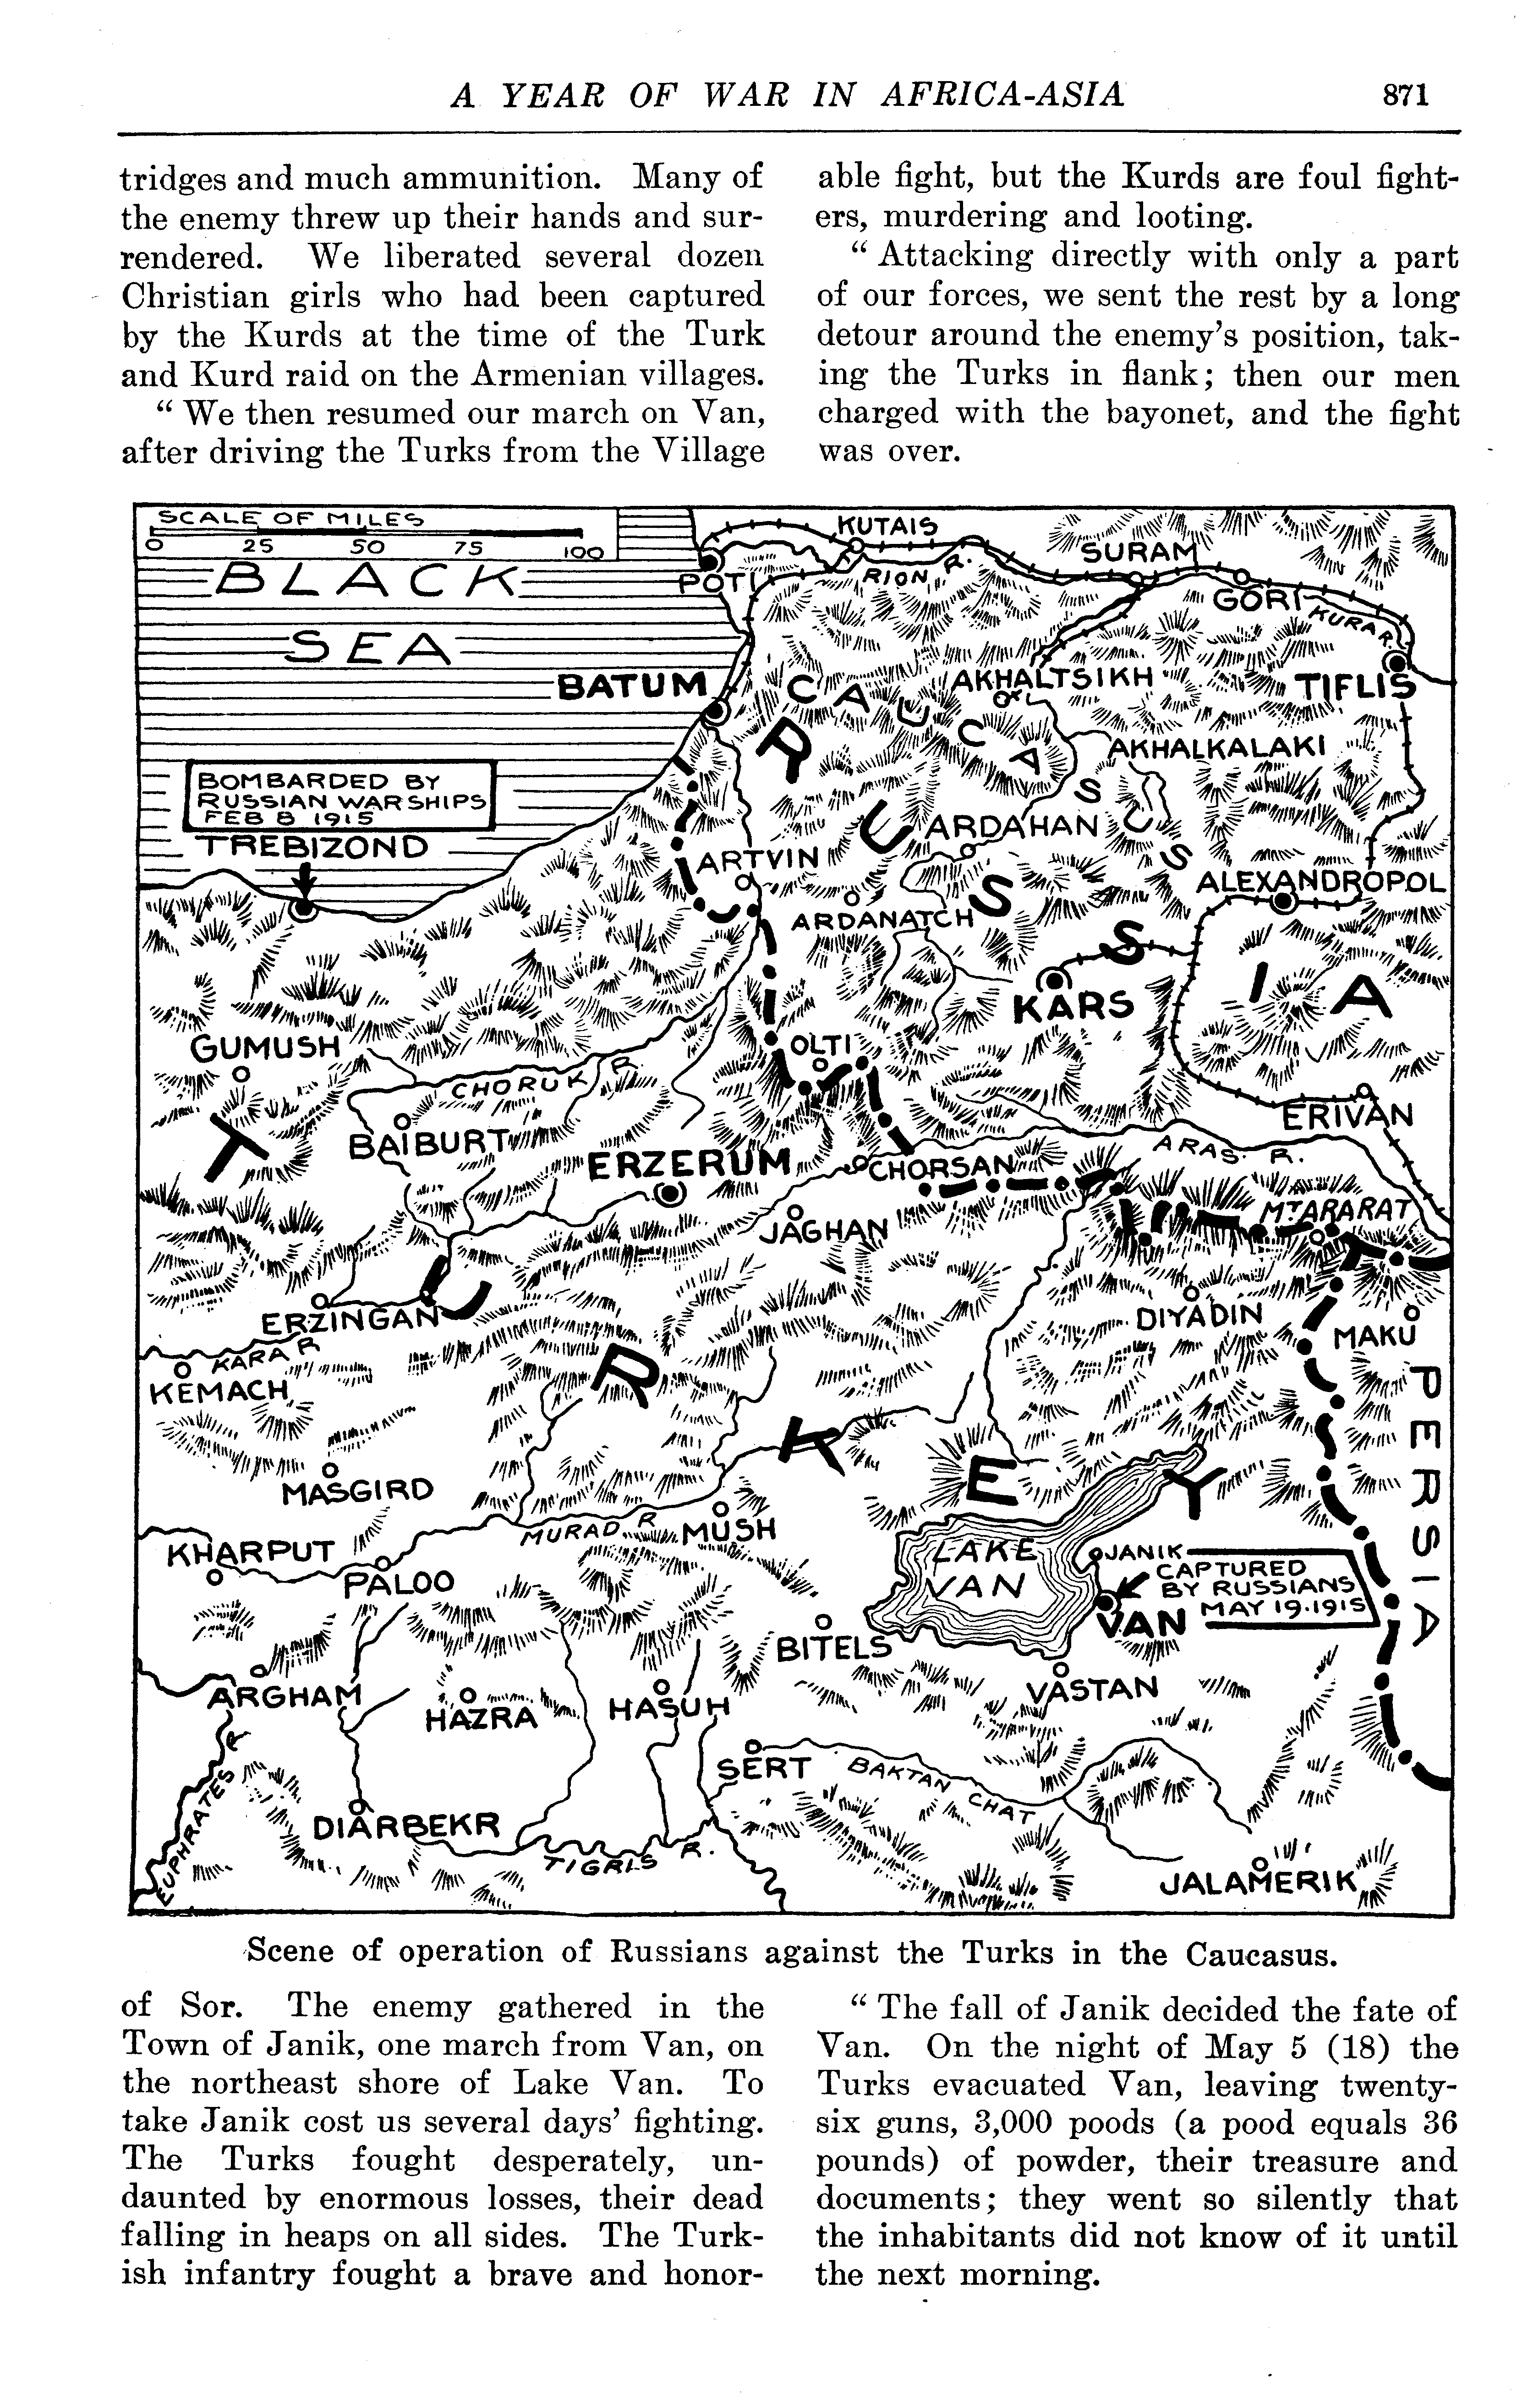 A YEAR OF WAR IN AFRICA-ASIA 871
tridges and much ammunition. Many of
the enemy threw up their hands and sur-
rendered. We liberated several dozen
Christian girls who had been captured
by the Kurds at the time of the Turk
and Kurd raid on the Armenian villages.
“ We then resumed our march on Van,
after driving the Turks from the Village
able fight, but the Kurds are foul fight-
ers, murdering and looting.
“ Attacking directly with only a part
of our forces, we sent the rest by a long
detour around the enemy’s position, tak-
ing the Turks in flank; then our men
charged with the bayonet, and the fight
was over.
SCALE OF MILES
0 25 50 75 100
BLACK
SEA
KUTAIS
SURAM
POTI
RION R.
GORI
KURA R.
BATUM
CAUCASUS
AKHALTSIKH
TIFLIS
RUSSIA
AKHALKALAKI
BOMBARDED BY
RUSSIAN WARSHIPS
FEB 8 1915
TREBIZOND
ARDAHAN
ARTVIN
ALEXANDROPOL
ARDANATCH
KARS
GUMUSH
OLTI
CHORUK R.
ERIVAN
BAIBURT
ERZERUM
CHORSAN
ARAS R.
JAGHAN
MT ARARAT
TURKEY
ERZINGAN
DIYADIN
MAKU
KARA R
KEMACH
PERSIA
MASGIRD
MURAD R
MUSH
KHARPUT
PALOO
LAKE
VAN
JANIK
CAPTURED
BY RUSSIANS
MAY 19·1915
VAN
BITELS
VASTAN
ARGHAM
HAZRA
HASUH
SERT
BAKTAN CHAT
EUPHRATES R
DIARBEKR
TIGRIS R.
JALAMERIK
Scene of operation of Russians against the Turks in the Caucasus.
of Sor. The enemy gathered in the
Town of Janik, one march from Van, on
the northeast shore of Lake Van. To
take Janik cost us several days’ fighting.
The Turks fought desperately, un-
daunted by enormous losses, their dead
falling in heaps on all sides. The Turk-
ish infantry fought a brave and honor-
“ The fall of Janik decided the fate of
Van. On the night of May 5 (18) the
Turks evacuated Van, leaving twenty-
six guns, 3,000 poods (a pood equals 36
pounds) of powder, their treasure and
documents; they went so silently that
the inhabitants did not know of it until
the next morning.